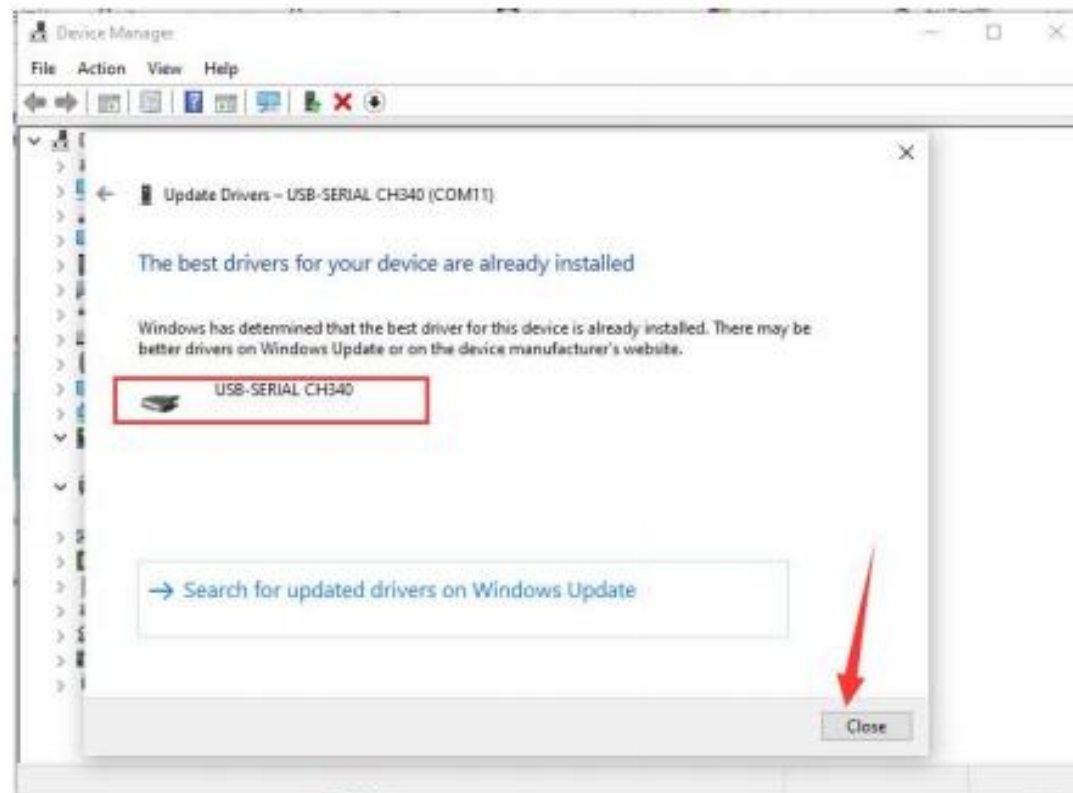 Device Manager
File Action View Help
Update Drivers – USB-SERIAL CH340 (COM11)
The best drivers for your device are already installed
Windows has determined that the best driver for this device is already installed. There may be
better drivers on Windows Update or on the device manufacturer's website.
USB-SERIAL CH340
Search for updated drivers on Windows Update
Close